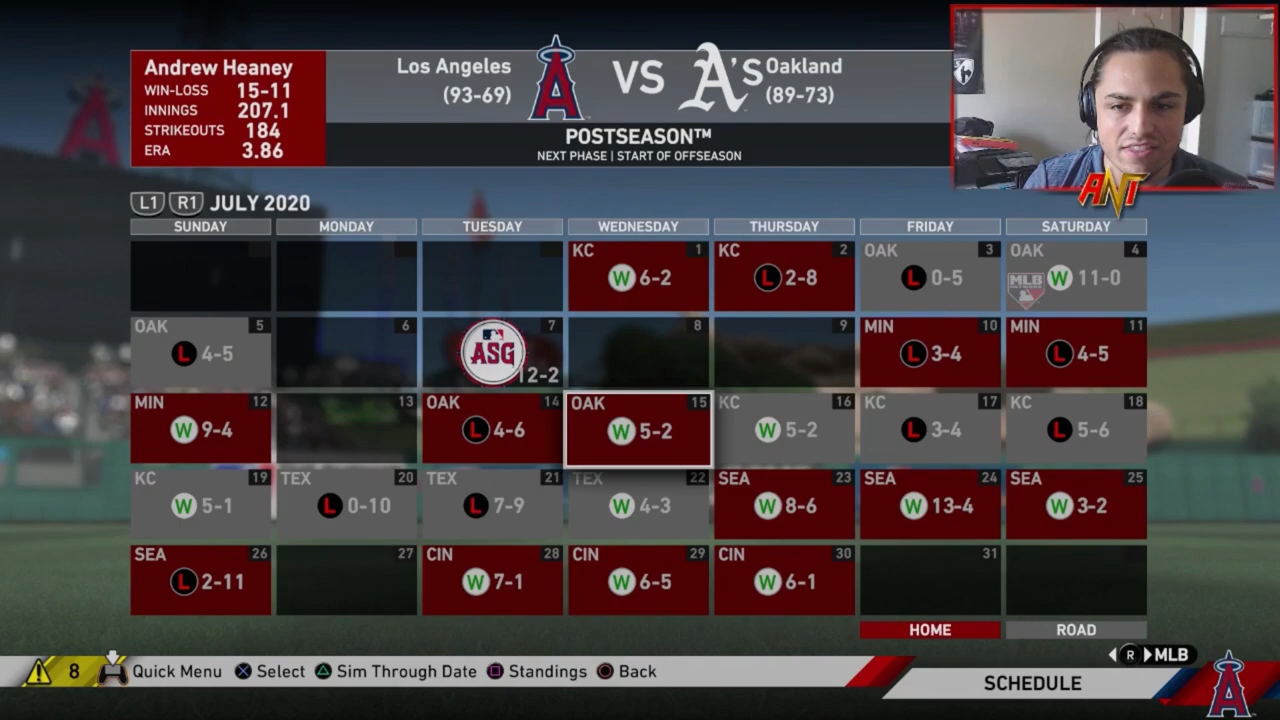 Andrew Heaney
WIN-LOSS 15-11
INNINGS 207.1
STRIKEOUTS 184
ERA 3.86
Los Angeles
(93-69)
A
VS
A's
Oakland
(89-73)
POSTSEASON™
NEXT PHASE | START OF OFFSEASON
ANT
L1 R1 JULY 2020
SUNDAY MONDAY TUESDAY WEDNESDAY THURSDAY FRIDAY SATURDAY
KC 1 KC 2 OAK 3 OAK 4
W 6-2 L 2-8 L 0-5 MLB W 11-0
OAK 5 6 7 8 9 MIN 10 MIN 11
L 4-5 ASG 12-2 L 3-4 L 4-5
MIN 12 13 OAK 14 OAK 15 KC 16 KC 17 KC 18
W 9-4 L 4-6 W 5-2 W 5-2 L 3-4 L 5-6
KC 19 TEX 20 TEX 21 TEX 22 SEA 23 SEA 24 SEA 25
W 5-1 L 0-10 L 7-9 W 4-3 W 8-6 W 13-4 W 3-2
SEA 26 27 CIN 28 CIN 29 CIN 30 31
L 2-11 W 7-1 W 6-5 W 6-1
HOME ROAD
R MLB
8 Quick Menu Select Sim Through Date Standings Back
SCHEDULE
A